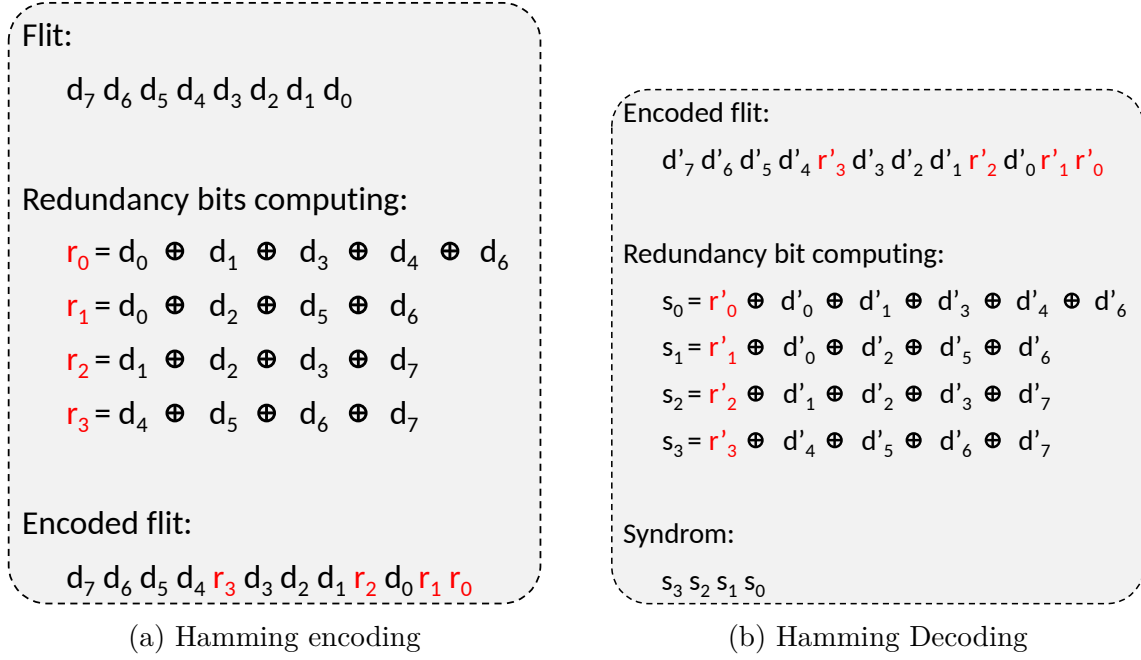 Flit:
d₇ d₆ d₅ d₄ d₃ d₂ d₁ d₀
Redundancy bits computing:
r₀ = d₀ ⊕ d₁ ⊕ d₃ ⊕ d₄ ⊕ d₆
r₁ = d₀ ⊕ d₂ ⊕ d₅ ⊕ d₆
r₂ = d₁ ⊕ d₂ ⊕ d₃ ⊕ d₇
r₃ = d₄ ⊕ d₅ ⊕ d₆ ⊕ d₇
Encoded flit:
d₇ d₆ d₅ d₄ r₃ d₃ d₂ d₁ r₂ d₀ r₁ r₀
(a) Hamming encoding
Encoded flit:
d’₇ d’₆ d’₅ d’₄ r’₃ d’₃ d’₂ d’₁ r’₂ d’₀ r’₁ r’₀
Redundancy bit computing:
s₀ = r’₀ ⊕ d’₀ ⊕ d’₁ ⊕ d’₃ ⊕ d’₄ ⊕ d’₆
s₁ = r’₁ ⊕ d’₀ ⊕ d’₂ ⊕ d’₅ ⊕ d’₆
s₂ = r’₂ ⊕ d’₁ ⊕ d’₂ ⊕ d’₃ ⊕ d’₇
s₃ = r’₃ ⊕ d’₄ ⊕ d’₅ ⊕ d’₆ ⊕ d’₇
Syndrom:
s₃ s₂ s₁ s₀
(b) Hamming Decoding